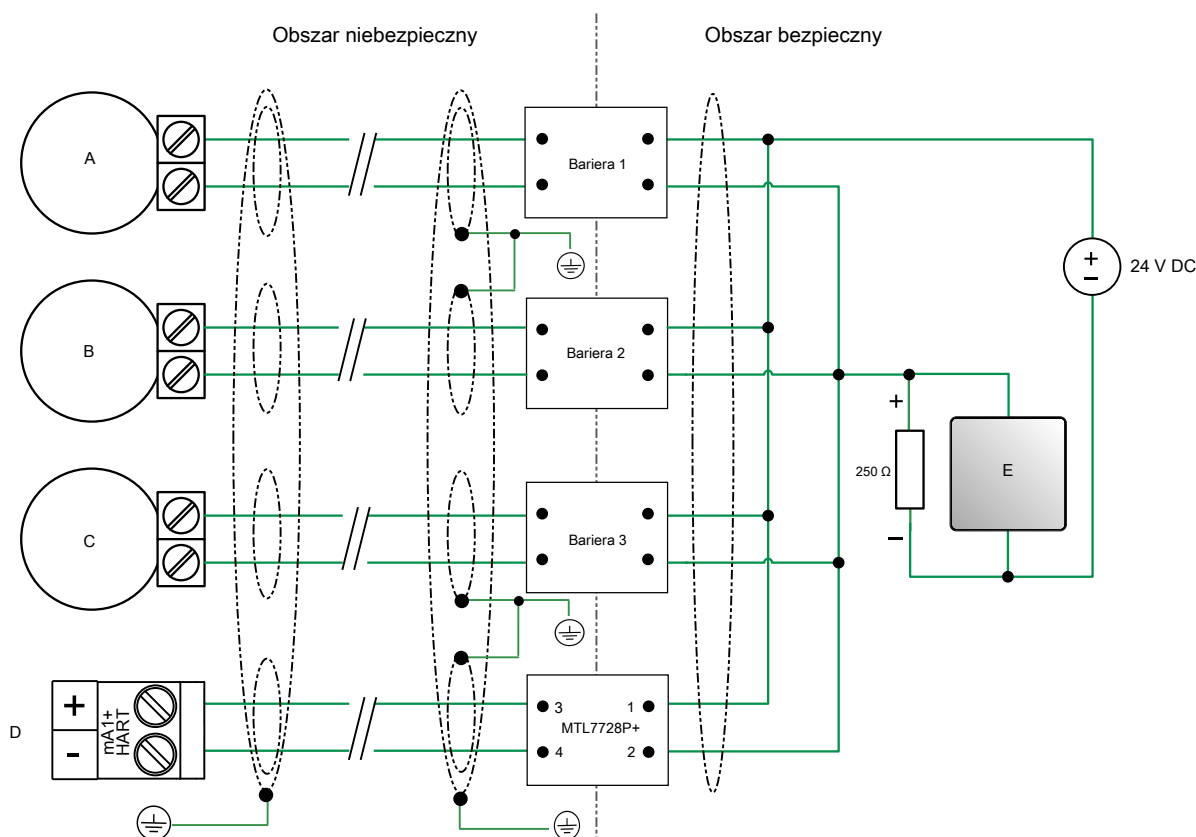 Obszar niebezpieczny
Obszar bezpieczny
A
Bariera 1
+
−
24 V DC
B
Bariera 2
+
250 Ω
−
E
C
Bariera 3
D
+
-
mA1+
HART
3
4
MTL7728P+
1
2